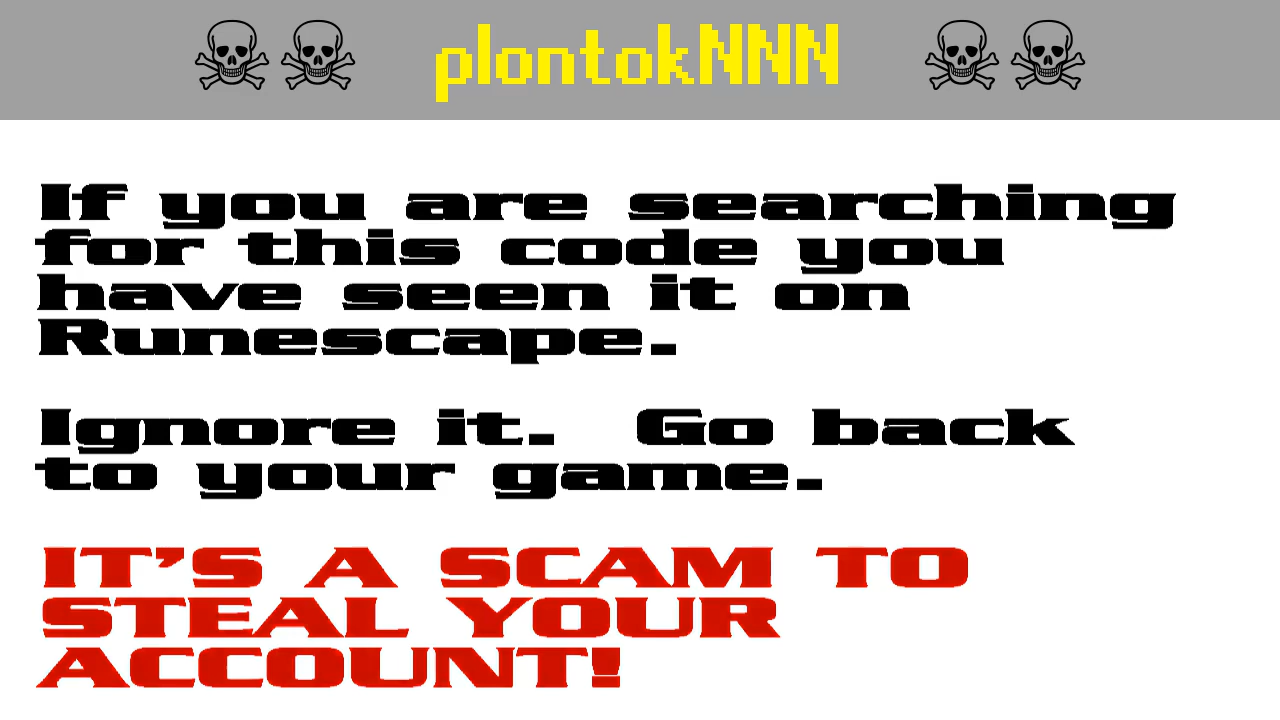 plontokNNN
If you are searching
for this code you
have seen it on
Runescape.
Ignore it. Go back
to your game.
IT'S A SCAM TO
STEAL YOUR
ACCOUNT!